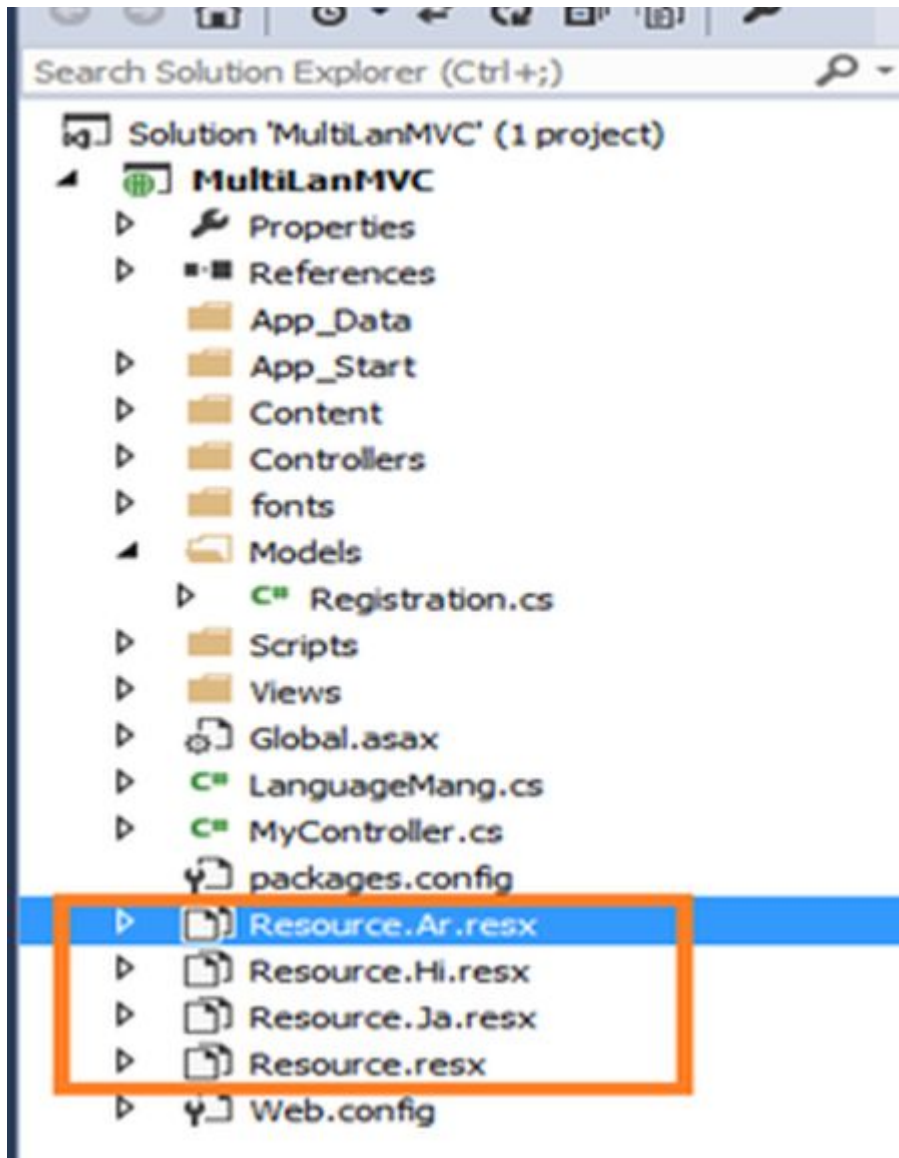 Search Solution Explorer (Ctrl+;)
Solution 'MultiLanMVC' (1 project)
MultiLanMVC
Properties
References
App_Data
App_Start
Content
Controllers
fonts
Models
C# Registration.cs
Scripts
Views
Global.asax
C# LanguageMang.cs
C# MyController.cs
packages.config
Resource.Ar.resx
Resource.Hi.resx
Resource.Ja.resx
Resource.resx
Web.config